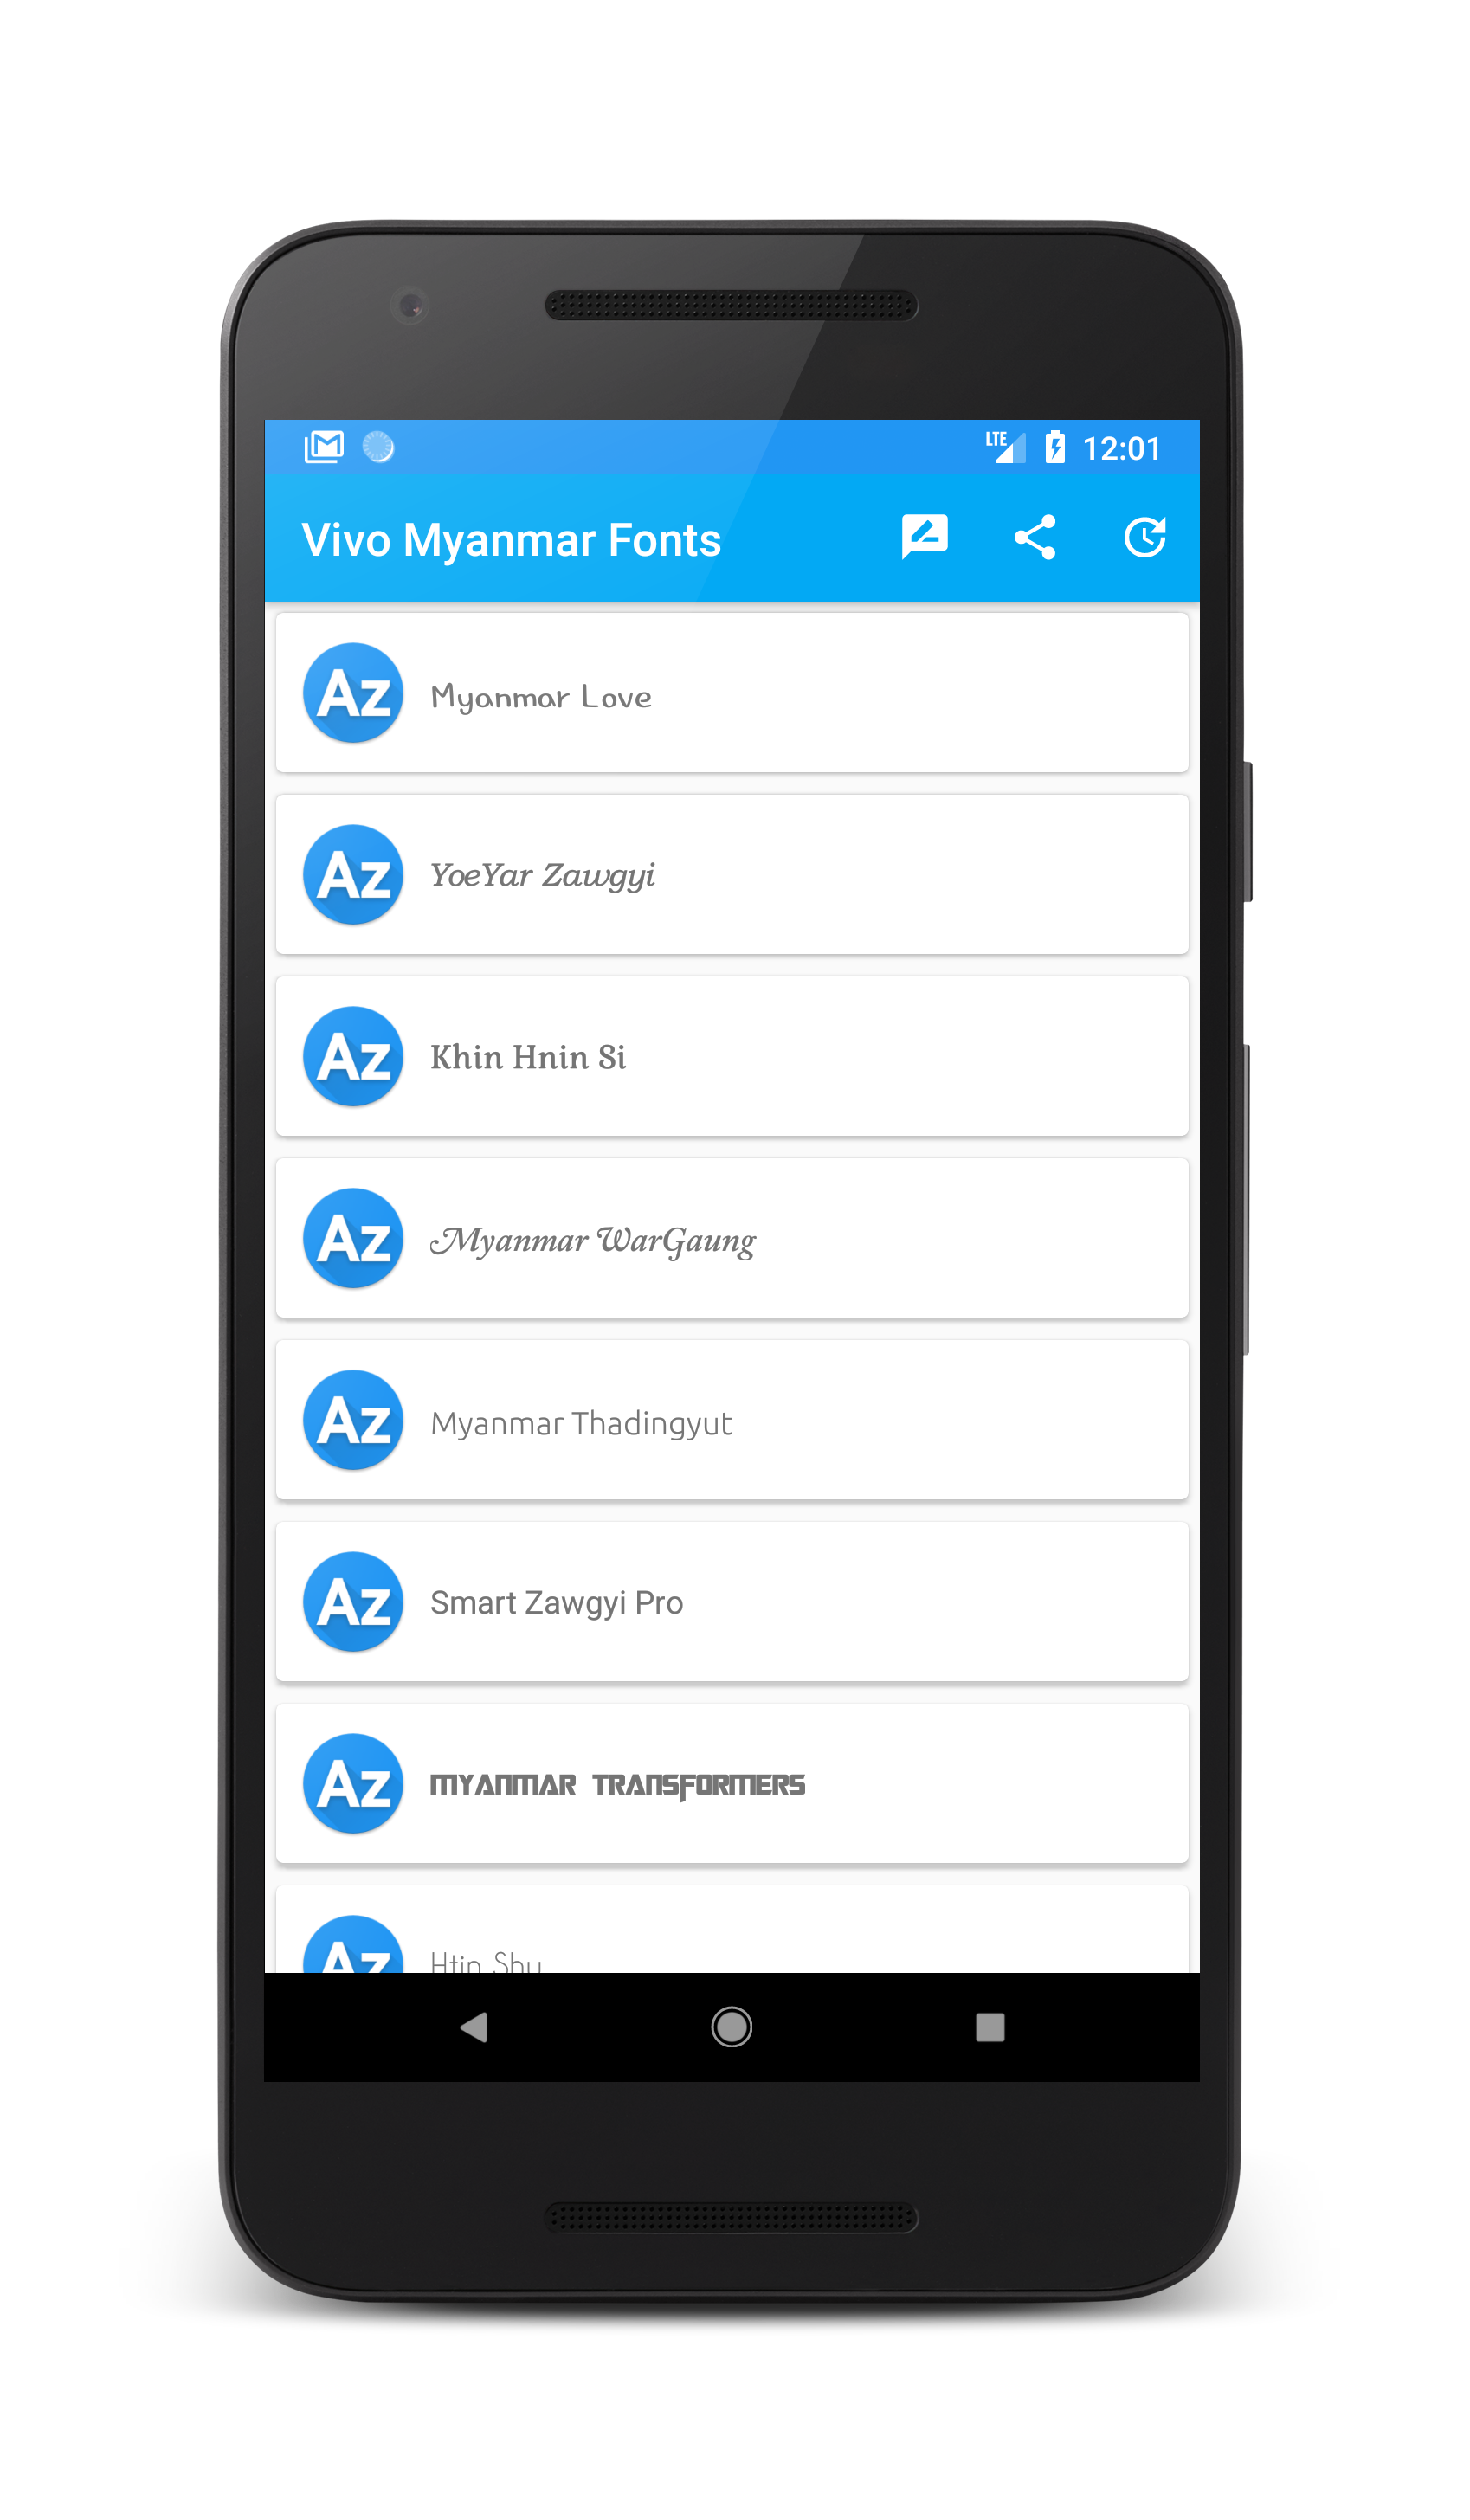 LTE 12:01
Vivo Myanmar Fonts
Az Myanmar Love
Az YoeYar Zawgyi
Az Khin Hnin Si
Az Myanmar WarGaung
Az Myanmar Thadingyut
Az Smart Zawgyi Pro
Az MYANMAR TRANSFORMERS
Az Htin Shu